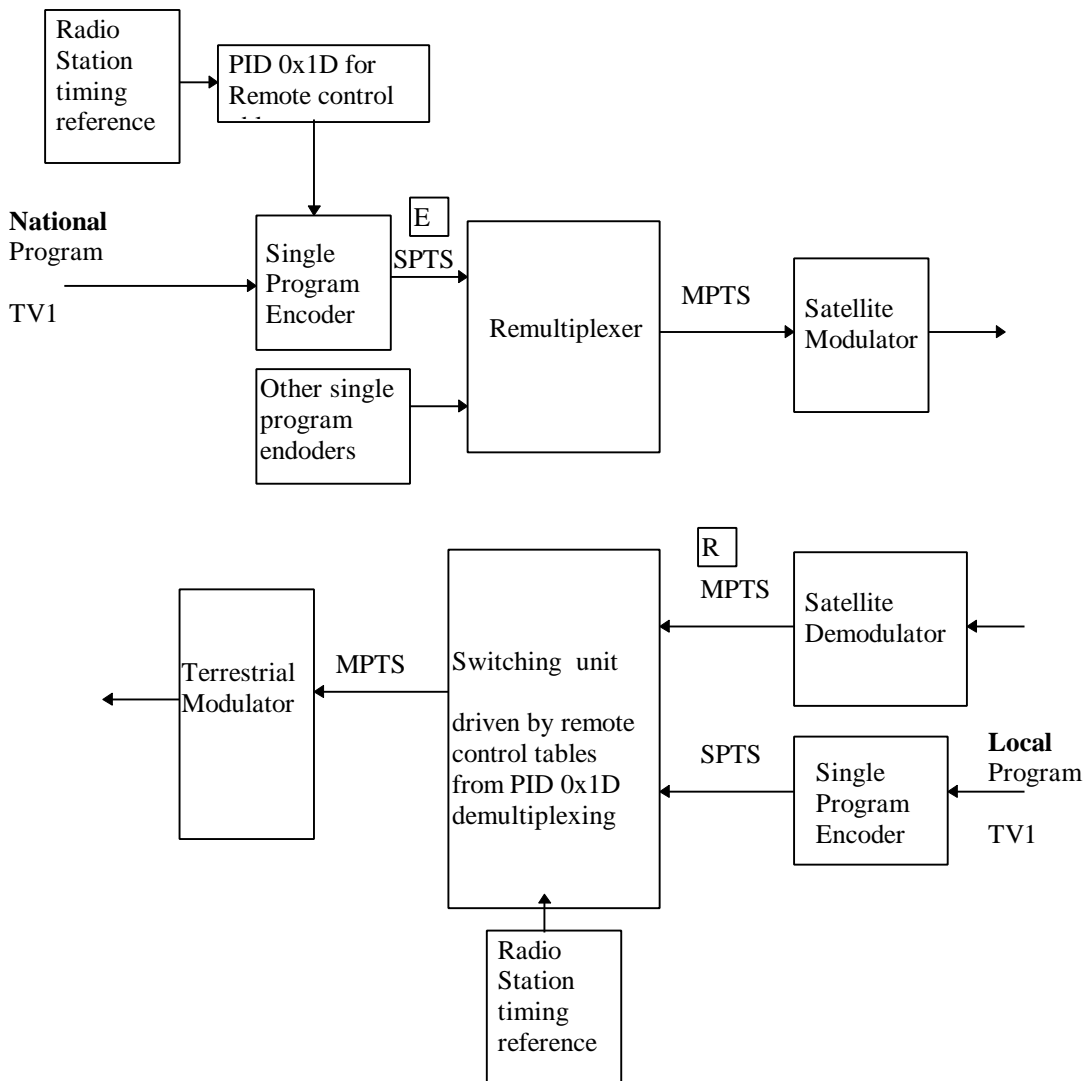 Radio
Station
timing
reference
PID 0x1D for
Remote control
National
Program
TV1
Single
Program
Encoder
E
SPTS
Other single
program
endoders
Remultiplexer
MPTS
Satellite
Modulator
R
MPTS
Satellite
Demodulator
Terrestrial
Modulator
MPTS
Switching unit
driven by remote
control tables
from PID 0x1D
demultiplexing
SPTS
Single
Program
Encoder
Local
Program
TV1
Radio
Station
timing
reference